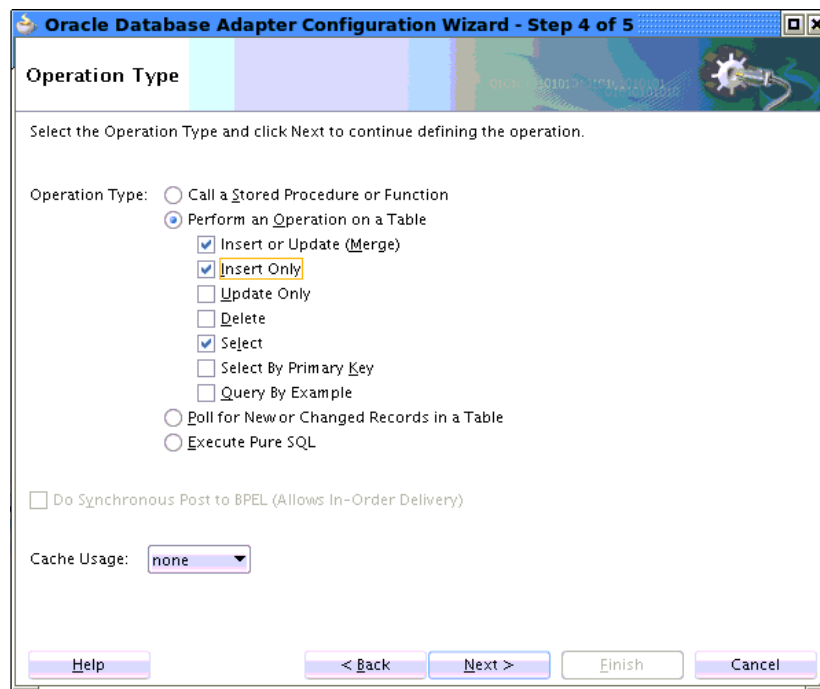 Oracle Database Adapter Configuration Wizard - Step 4 of 5
Operation Type
Select the Operation Type and click Next to continue defining the operation.
Operation Type:
Call a Stored Procedure or Function
Perform an Operation on a Table
Insert or Update (Merge)
Insert Only
Update Only
Delete
Select
Select By Primary Key
Query By Example
Poll for New or Changed Records in a Table
Execute Pure SQL
Do Synchronous Post to BPEL (Allows In-Order Delivery)
Cache Usage: none
Help < Back Next > Finish Cancel